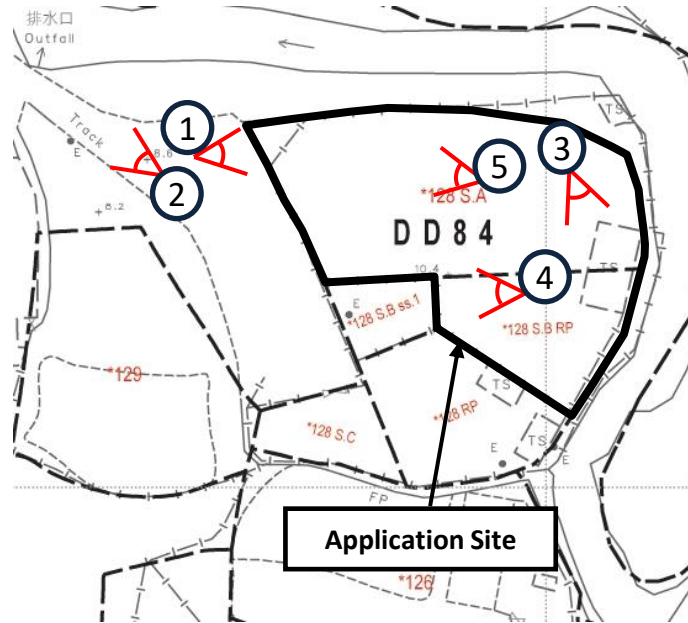 排水口
Outfall
Track
E
8.6
1
2
3
TS
5
8.2
*128 S.A
DD84
10.4
4
TS
E
*128 S.B ss.1
*128 S.B RP
*129
TS
*128 RP
*128 S.C
TS
E
E
FP
Application Site
*126